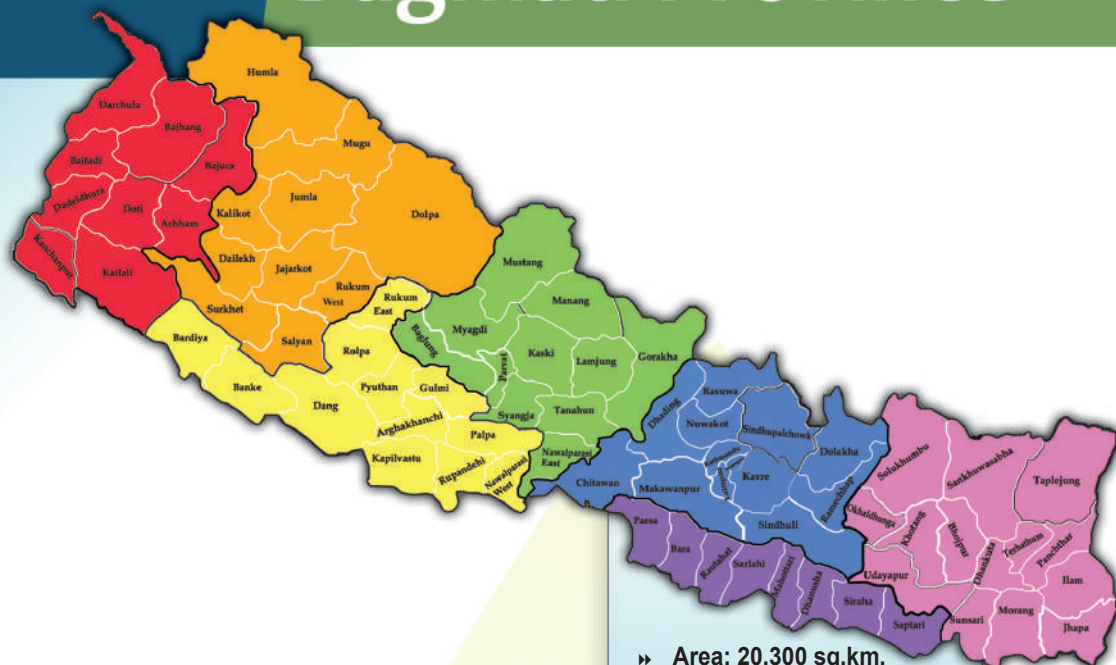 Bagmati Province
Humla
Darchula
Bajhang
Mugu
Baitadi
Bajura
Jumla
Dadeldhura
Doti
Achham
Kalikot
Dolpa
Kanchanpur
Kailali
Dailekh
Jajarkot
Mustang
Rukum
West
Rukum
East
Manang
Surkhet
Salyan
Bardiya
Rolpa
Baglung
Myagdi
Parvat
Kaski
Lamjung
Gorakha
Banke
Dang
Pyuthan
Gulmi
Syangja
Tanahun
Arghakhanchi
Palpa
Kapilvastu
Rupandehi
Nawalparasi
West
Nawalparasi
East
Rasuwa
Dhading
Nuwakot
Sindhupalchowk
Dolakha
Kavre
Ramechhap
Chitawan
Makawanpur
Sindhuli
Solukhumbu
Sankhuwasabha
Taplejung
Okhaldhunga
Khotang
Bhojpur
Dhankuta
Terhathum
Panchthar
Udayapur
Ilam
Sunsari
Morang
Jhapa
Parsa
Bara
Rautahat
Sarlahi
Mahottari
Dhanusha
Siraha
Saptari
» Area: 20,300 sq.km.